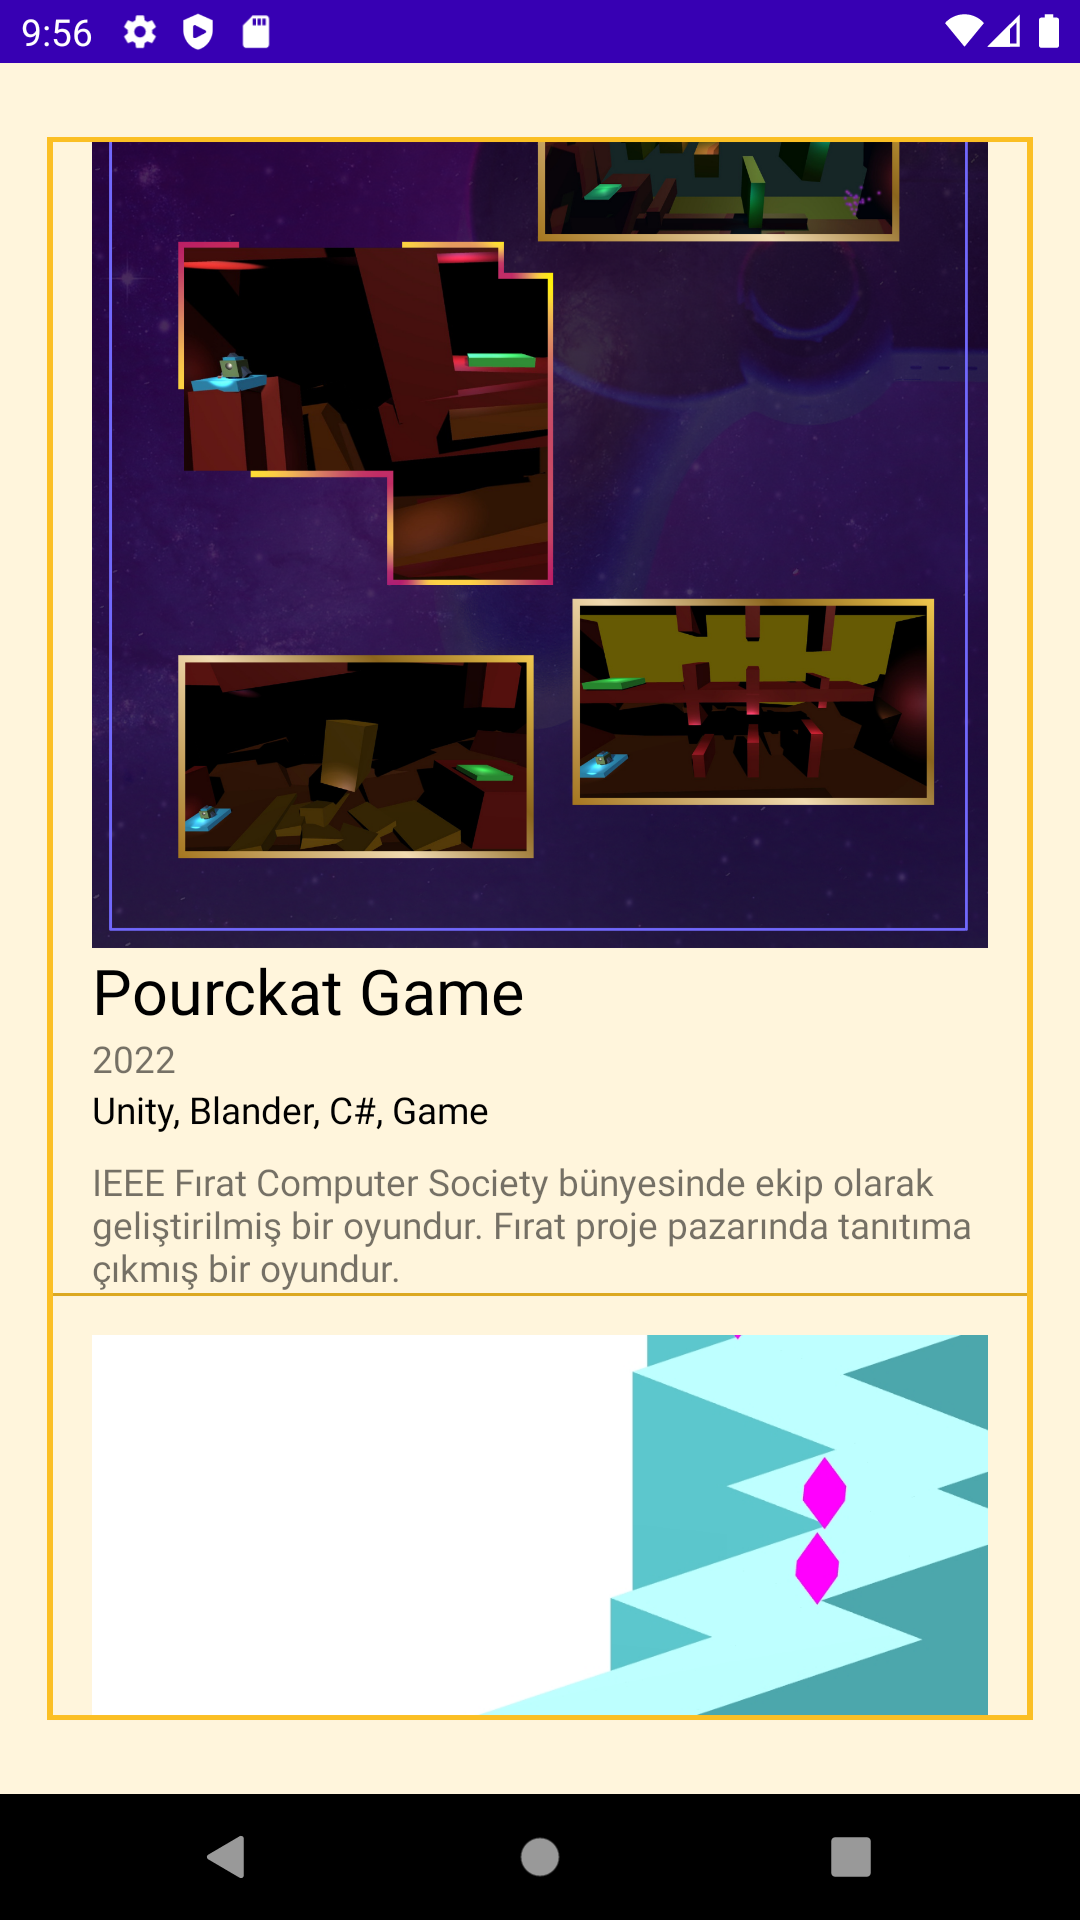 9:56
Pourckat Game
2022
Unity, Blander, C#, Game
IEEE Fırat Computer Society bünyesinde ekip olarak
geliştirilmiş bir oyundur. Fırat proje pazarında tanıtıma
çıkmış bir oyundur.